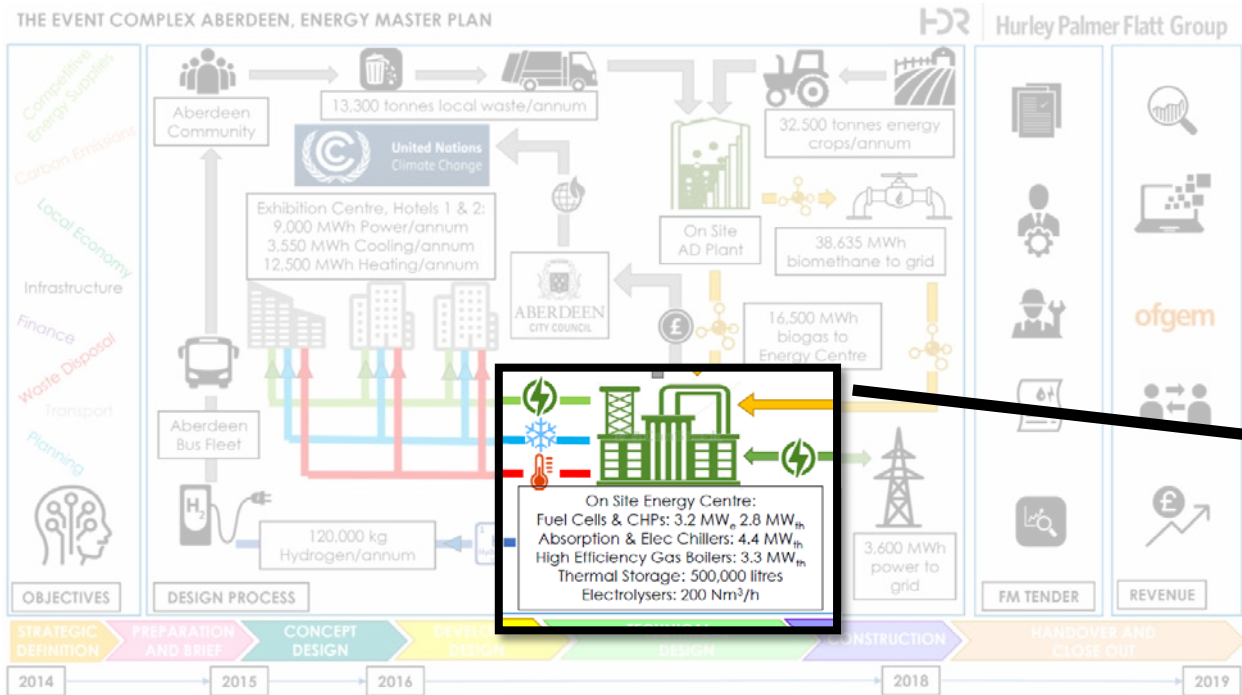 THE EVENT COMPLEX ABERDEEN, ENERGY MASTER PLAN
HDR
Hurley Palmer Flatt Group
Competitive
Energy Supplies
Carbon Emissions
Local Economy
Infrastructure
Finance
Waste Disposal
Transport
Planning
OBJECTIVES
Aberdeen
Community
13,300 tonnes local waste/annum
United Nations
Climate Change
Exhibition Centre, Hotels 1 & 2:
9,000 MWh Power/annum
3,550 MWh Cooling/annum
12,500 MWh Heating/annum
ABERDEEN
CITY COUNCIL
On Site
AD Plant
32,500 tonnes energy
crops/annum
38,635 MWh
biomethane to grid
£
16,500 MWh
biogas to
Energy Centre
Aberdeen
Bus Fleet
H2
120,000 kg
Hydrogen/annum
On Site Energy Centre:
Fuel Cells & CHPs: 3.2 MWe 2.8 MWth
Absorption & Elec Chillers: 4.4 MWth
High Efficiency Gas Boilers: 3.3 MWth
Thermal Storage: 500,000 litres
Electrolysers: 200 Nm³/h
3,600 MWh
power to
grid
DESIGN PROCESS
FM TENDER
ofgem
£
REVENUE
STRATEGIC
DEFINITION
PREPARATION
AND BRIEF
CONCEPT
DESIGN
DESIGN
DESIGN
CONSTRUCTION
HANDOVER AND
CLOSE OUT
2014
2015
2016
2018
2019